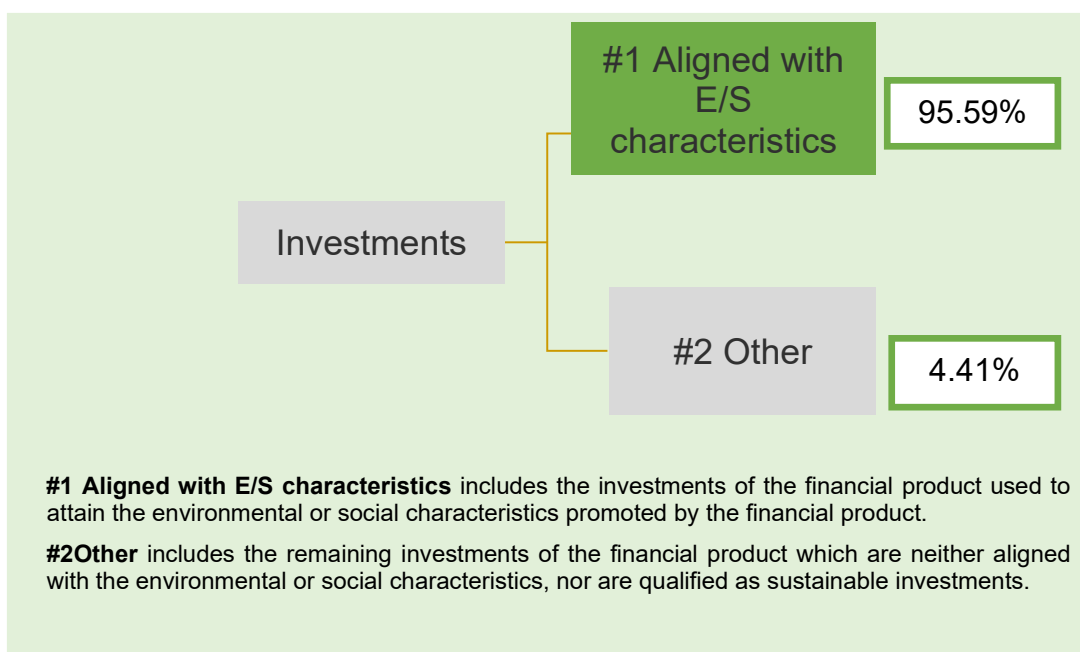 #1 Aligned with
E/S
characteristics
95.59%
Investments
#2 Other
4.41%
#1 Aligned with E/S characteristics includes the investments of the financial product used to
attain the environmental or social characteristics promoted by the financial product.
#2Other includes the remaining investments of the financial product which are neither aligned
with the environmental or social characteristics, nor are qualified as sustainable investments.